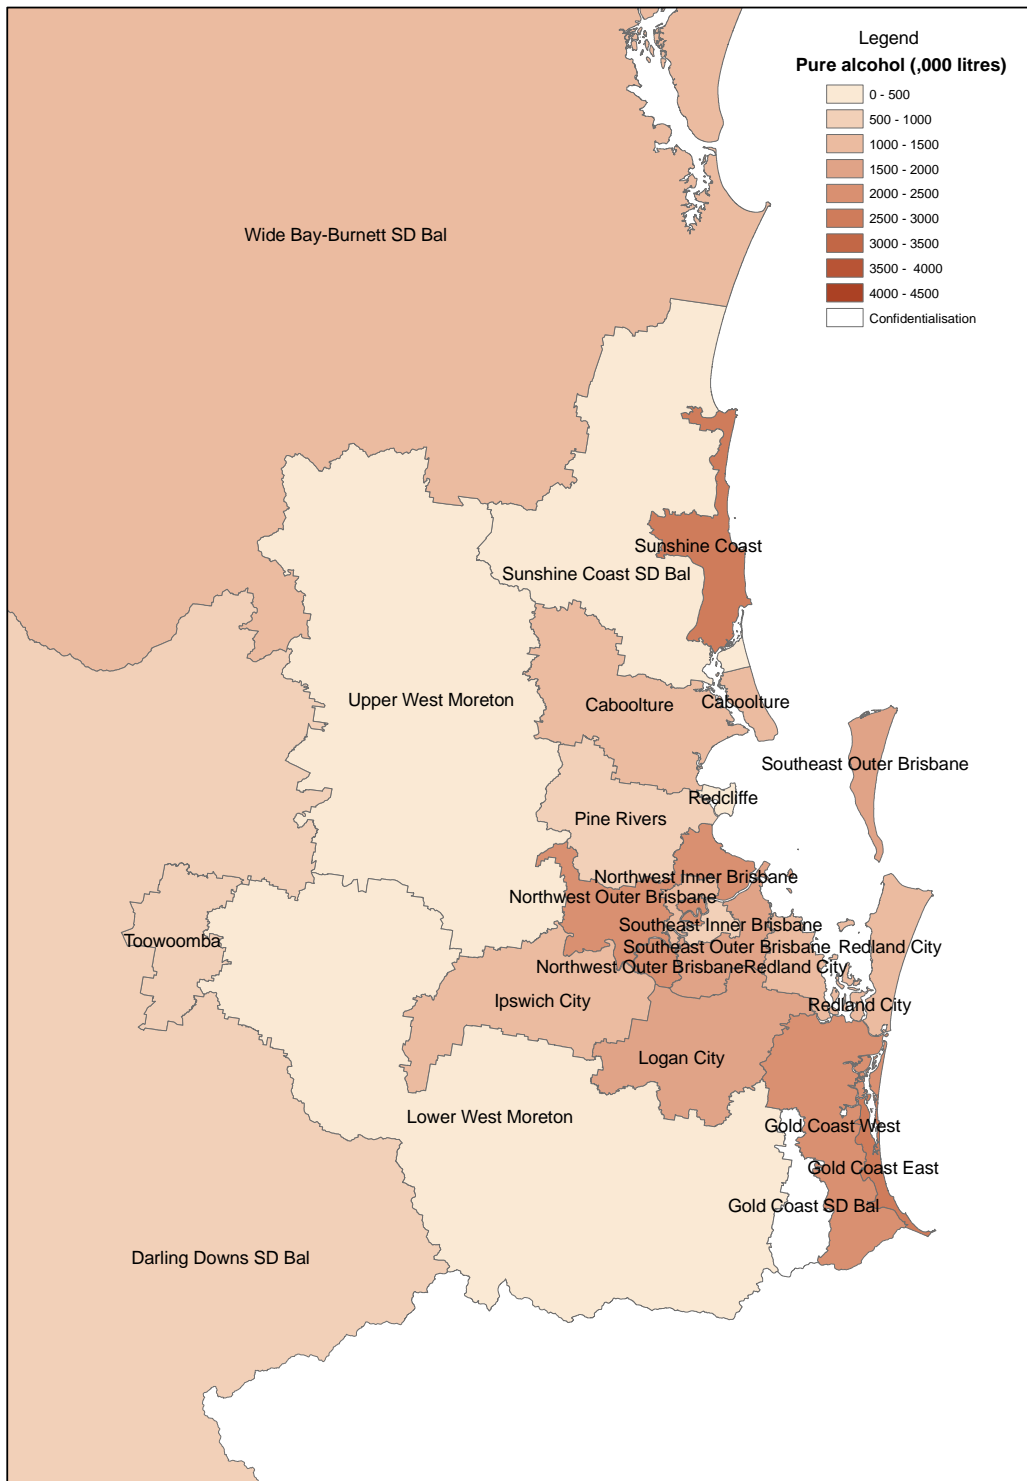 Legend
Pure alcohol (,000 litres)
0 - 500
500 - 1000
1000 - 1500
1500 - 2000
2000 - 2500
2500 - 3000
3000 - 3500
3500 -  4000
4000 - 4500
Confidentialisation
Wide Bay-Burnett SD Bal
Sunshine Coast
Sunshine Coast SD Bal
Upper West Moreton
Caboolture
Caboolture
Southeast Outer Brisbane
Redcliffe
Pine Rivers
Northwest Inner Brisbane
Northwest Outer Brisbane
Southeast Inner Brisbane
Toowoomba
Southeast Outer Brisbane
Redland City
Northwest Outer Brisbane
Redland City
Ipswich City
Redland City
Logan City
Lower West Moreton
Gold Coast West
Gold Coast East
Gold Coast SD Bal
Darling Downs SD Bal